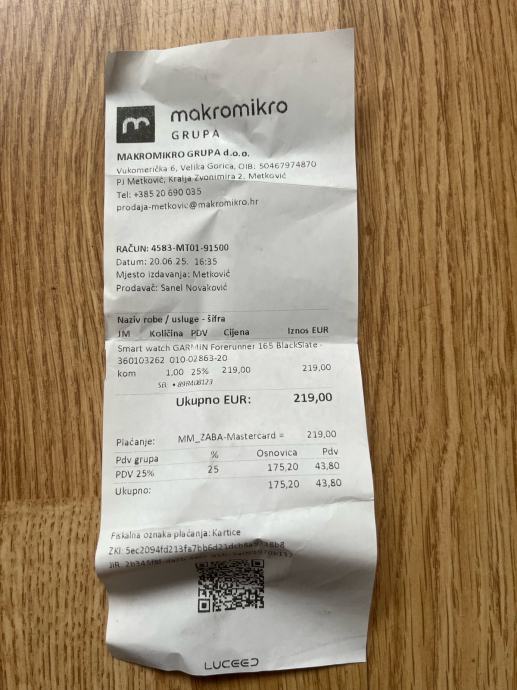 makromikro
GRUPA
MAKROMIKRO GRUPA d.o.o.
Vukomerička 6, Velika Gorica, OIB: 50467974870
PJ Metković, Kralja Zvonimira 2, Metković
Tel: +385 20 690 035
prodaja-metkovic@makromikro.hr
RAČUN: 4583-MT01-91500
Datum: 20.06.25. 16:35
Mjesto izdavanja: Metković
Prodavač: Sanel Novaković
Naziv robe / usluge - šifra
JM Količina PDV Cijena Iznos EUR
Smart watch GARMIN Forerunner 165 BlackSlate -
360103262 010-02863-20
kom 1,00 25% 219,00 219,00
Ukupno EUR: 219,00
Plaćanje: MM_ZABA-Mastercard = 219,00
Pdv grupa % Osnovica Pdv
PDV 25% 25 175,20 43,80
Ukupno: 175,20 43,80
Fiskalna oznaka plaćanja: Kartice
ZKI:
JIR:
LUCEED